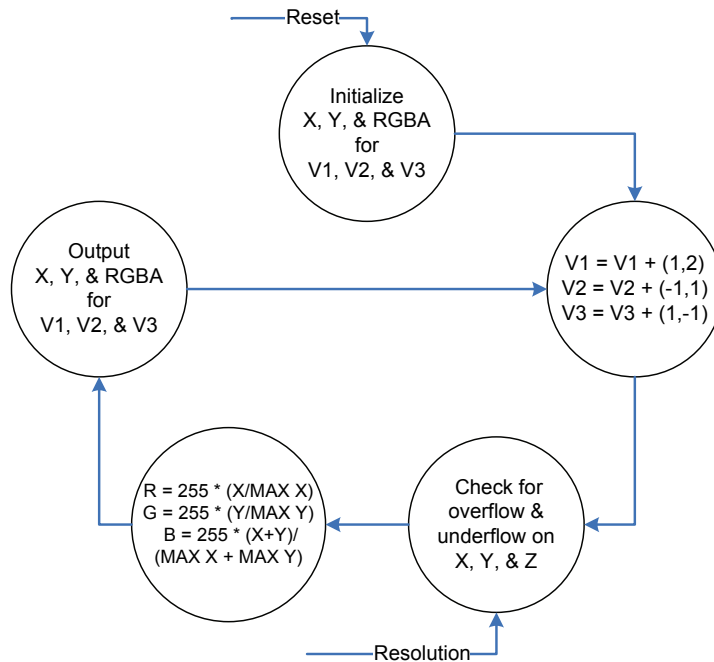 Reset
Initialize
X, Y, & RGBA
for
V1, V2, & V3
V1 = V1 + (1,2)
V2 = V2 + (-1,1)
V3 = V3 + (1,-1)
Check for
overflow &
underflow on
X, Y, & Z
Resolution
R = 255 * (X/MAX X)
G = 255 * (Y/MAX Y)
B = 255 * (X+Y)/
(MAX X + MAX Y)
Output
X, Y, & RGBA
for
V1, V2, & V3